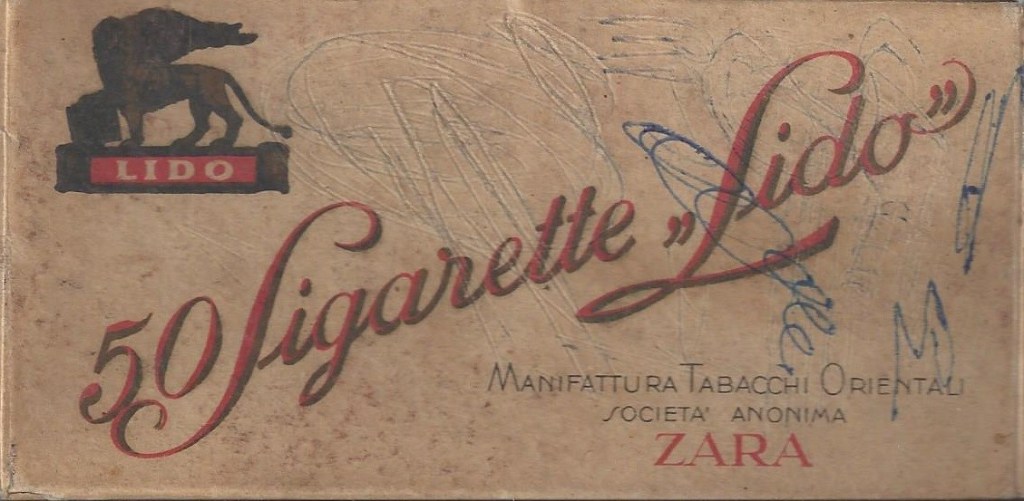 LIDO
50 Sigarette „Lido”
MANIFATTURA TABACCHI ORIENTALI
SOCIETA' ANONIMA
ZARA